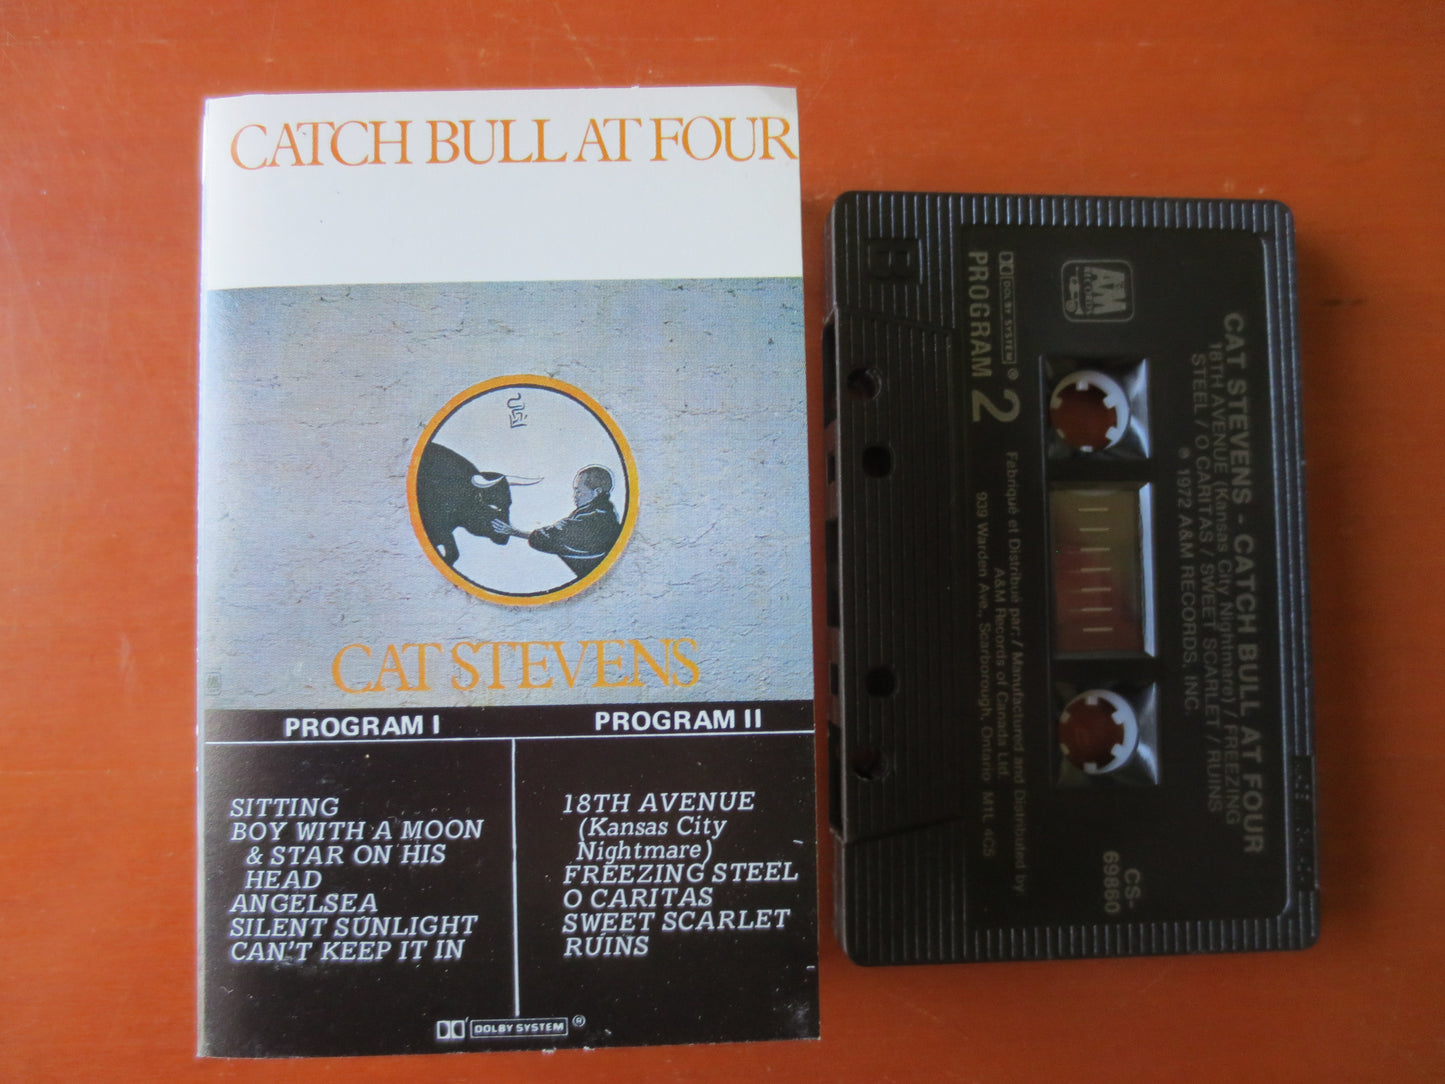 CATCH BULL AT FOUR
CAT STEVENS
PROGRAM I
SITTING
BOY WITH A MOON
& STAR ON HIS
HEAD
ANGELSEA
SILENT SUNLIGHT
CAN'T KEEP IT IN
PROGRAM II
18TH AVENUE
(Kansas City
Nightmare)
FREEZING STEEL
O CARITAS
SWEET SCARLET
RUINS
DOLBY SYSTEM ®
A&M
RECORDS
CAT STEVENS - CATCH BULL AT FOUR
18TH AVENUE (Kansas City Nightmare) / FREEZING
STEEL / O CARITAS / SWEET SCARLET / RUINS
℗ 1972 A&M RECORDS, INC.
DOLBY SYSTEM ®
PROGRAM 2
Fabriqué et Distribué par: / Manufactured and Distributed by
A&M Records of Canada Ltd.
939 Warden Ave., Scarborough, Ontario M1L 4C5
CS-
69860